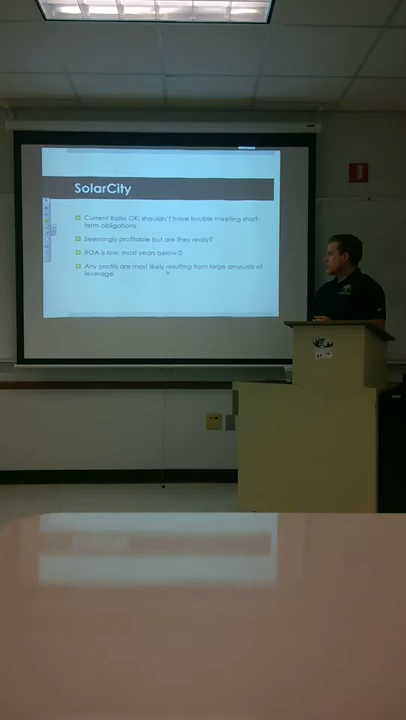 SolarCity
Current Ratio OK: shouldn't have trouble meeting short-
term obligations
Seemingly profitable but are they really?
ROA is low: most years below 0
Any profits are most likely resulting from large amounts of
leverage